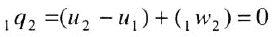 ₁q₂ =(u₂ - u₁) + (₁w₂) = 0